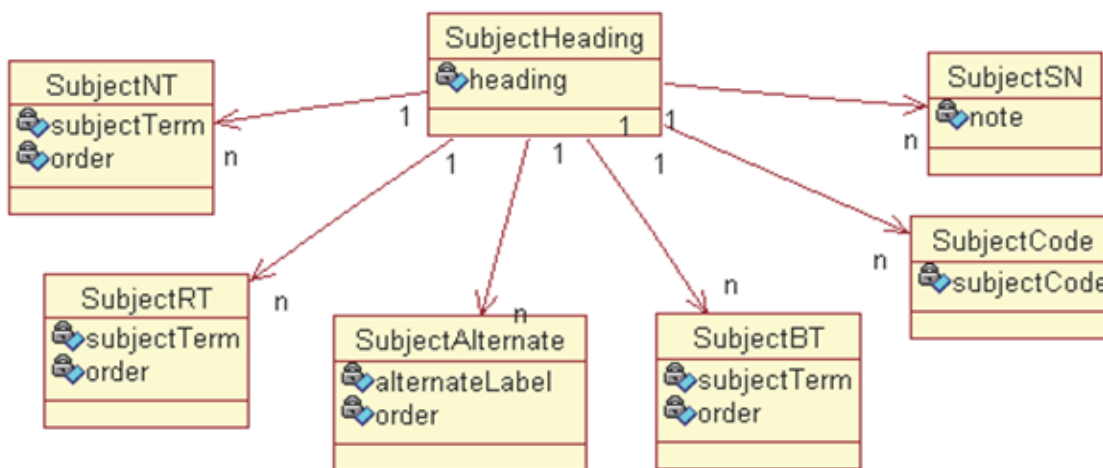 SubjectHeading
heading
SubjectNT
subjectTerm
order
SubjectSN
note
1
1
1
1
1
1
n
n
SubjectCode
subjectCode
n
SubjectRT
subjectTerm
order
n
SubjectAlternate
alternateLabel
order
n
SubjectBT
subjectTerm
order
n